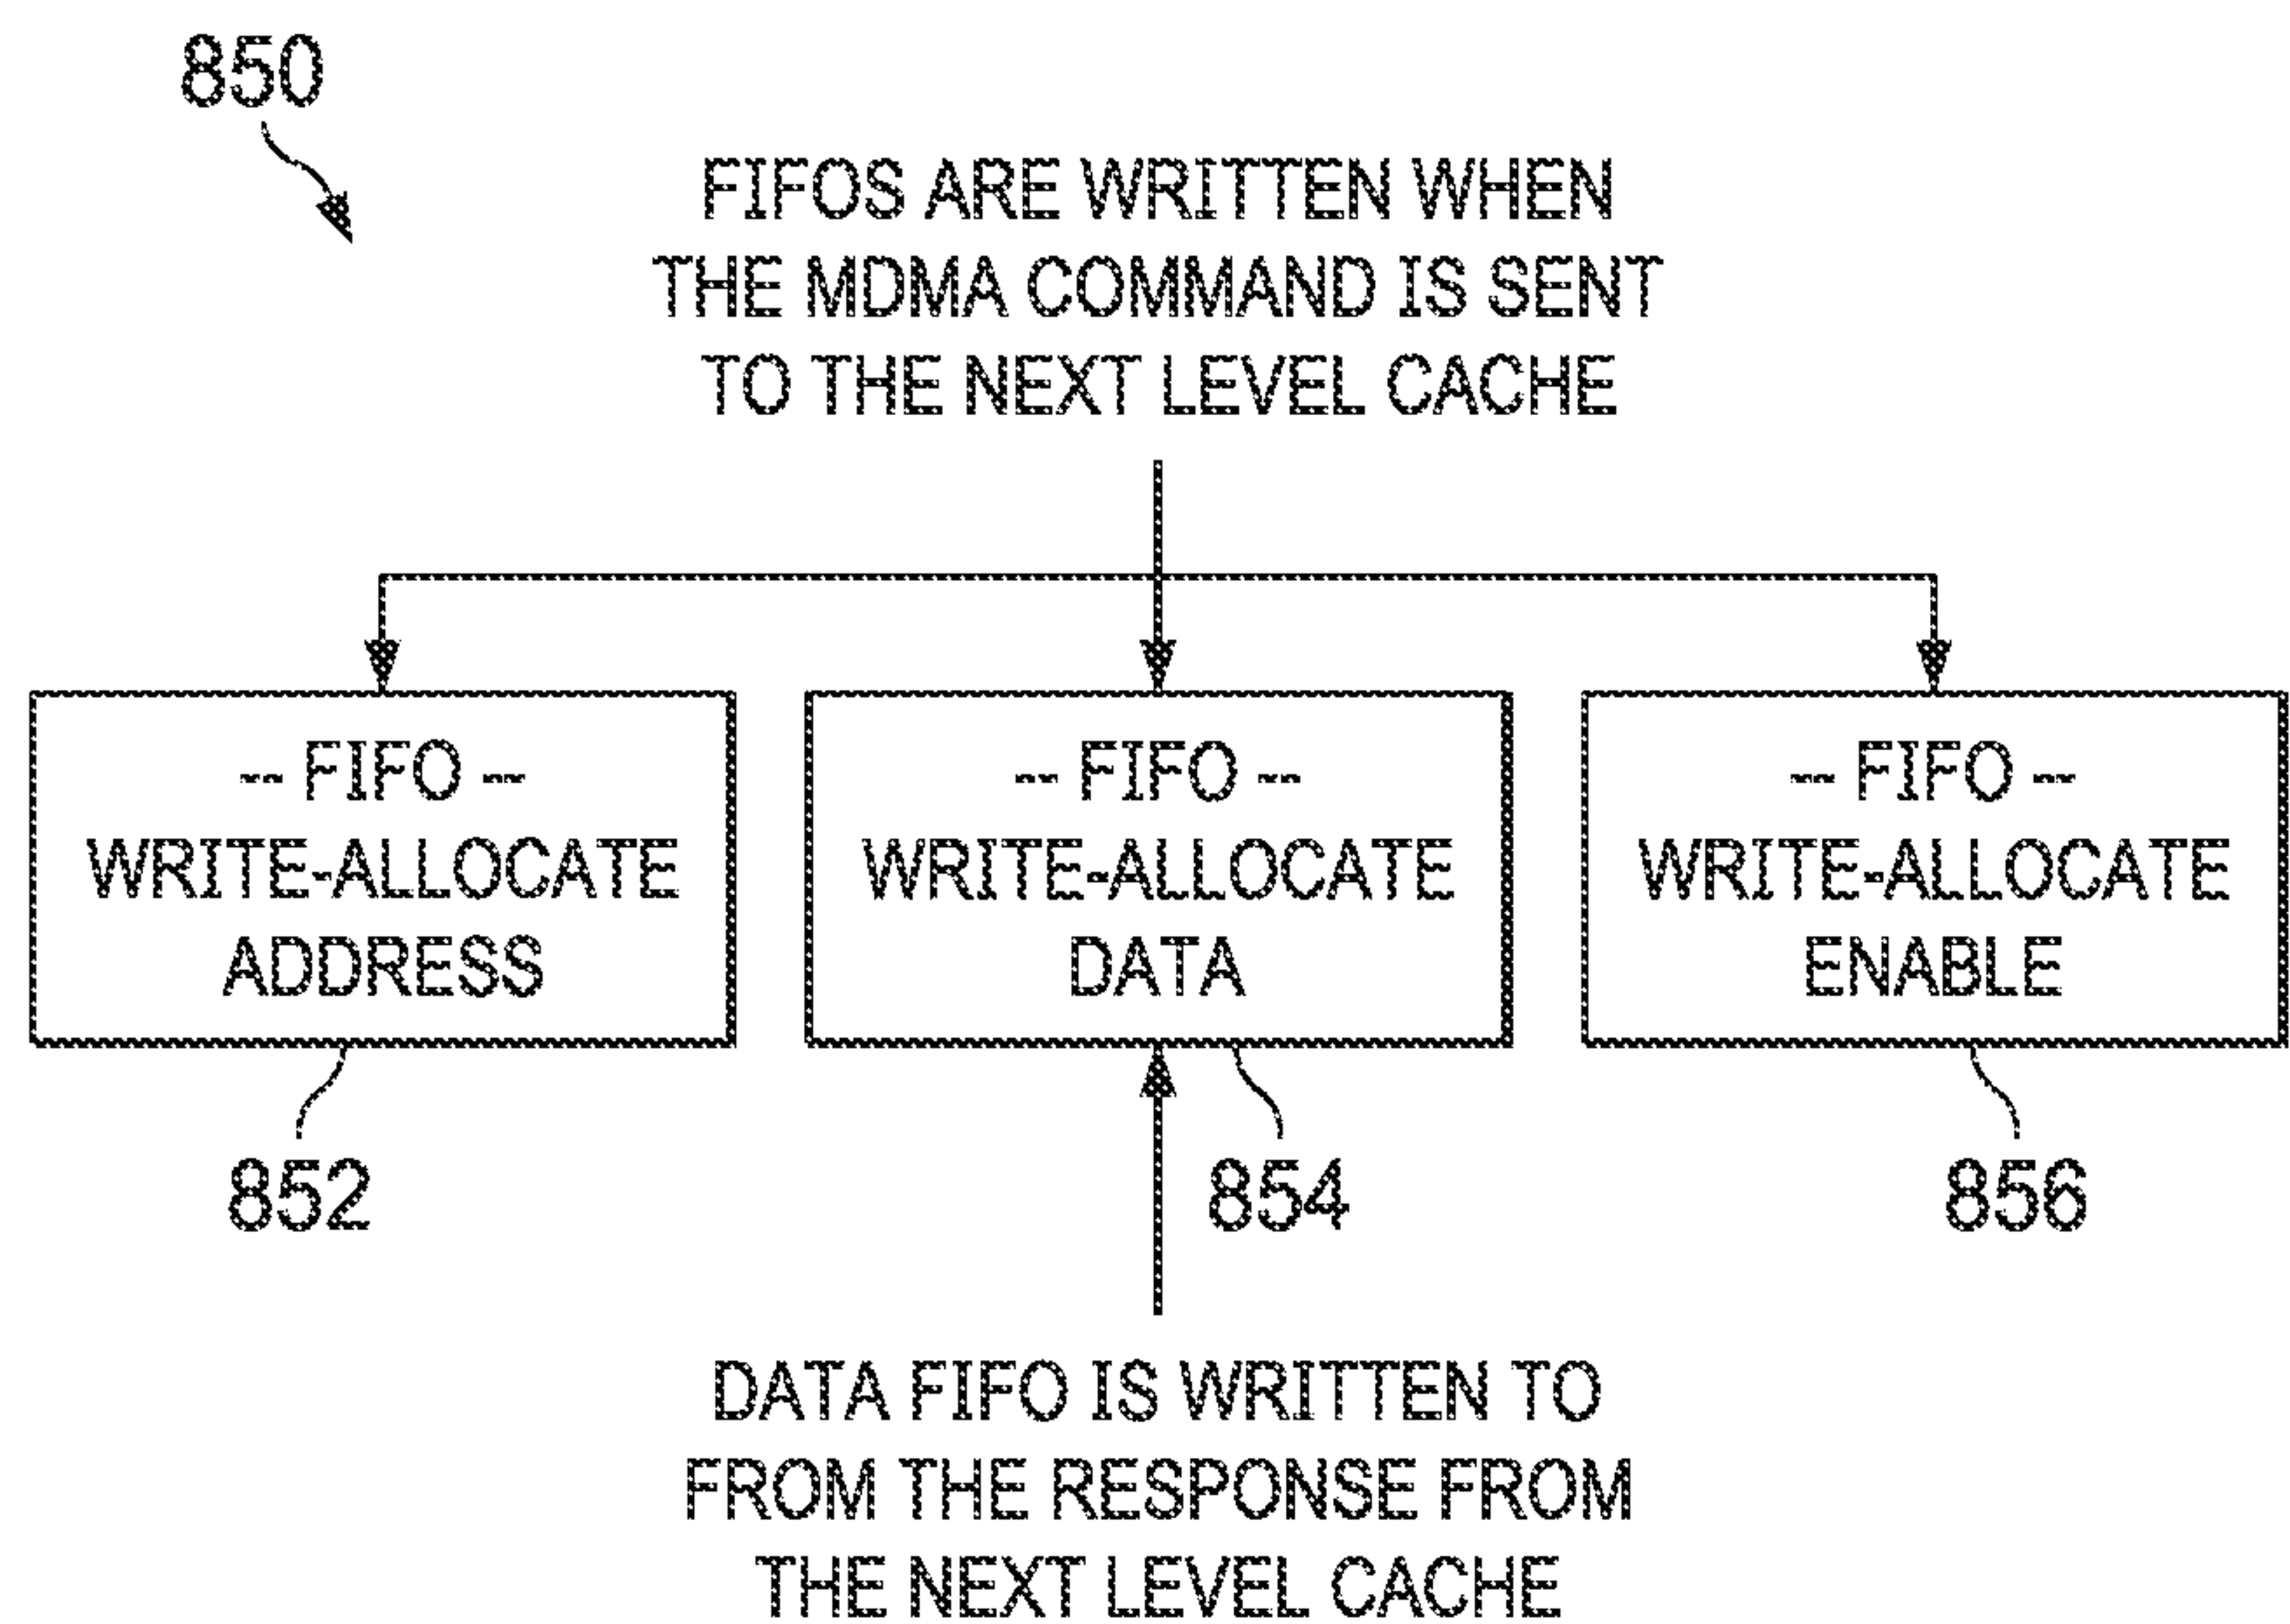 850
FIFOS ARE WRITTEN WHEN
THE MDMA COMMAND IS SENT
TO THE NEXT LEVEL CACHE
-- FIFO --
WRITE-ALLOCATE
ADDRESS
-- FIFO --
WRITE-ALLOCATE
DATA
-- FIFO --
WRITE-ALLOCATE
ENABLE
852
854
856
DATA FIFO IS WRITTEN TO
FROM THE RESPONSE FROM
THE NEXT LEVEL CACHE